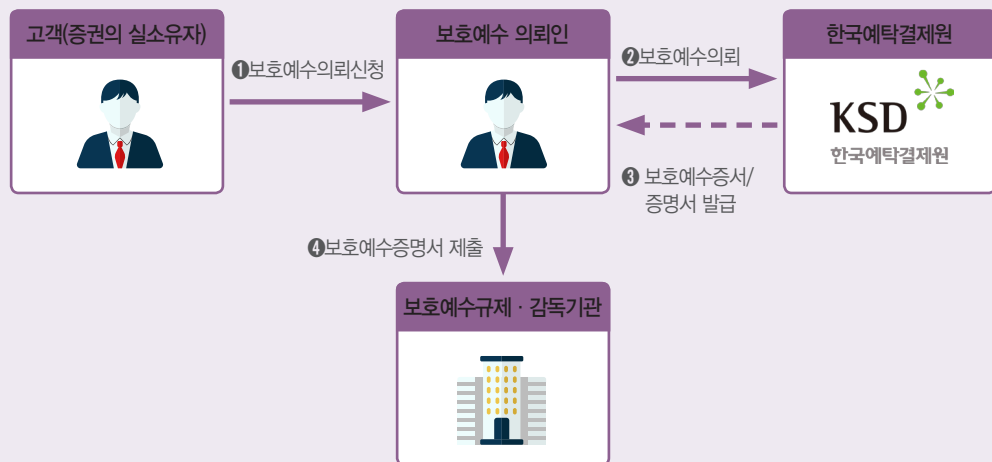 고객(증권의 실소유자)
보호예수 의뢰인
한국예탁결제원
❶보호예수의뢰신청
❷보호예수의뢰
KSD
한국예탁결제원
❸ 보호예수증서/
증명서 발급
❹보호예수증명서 제출
보호예수규제 · 감독기관